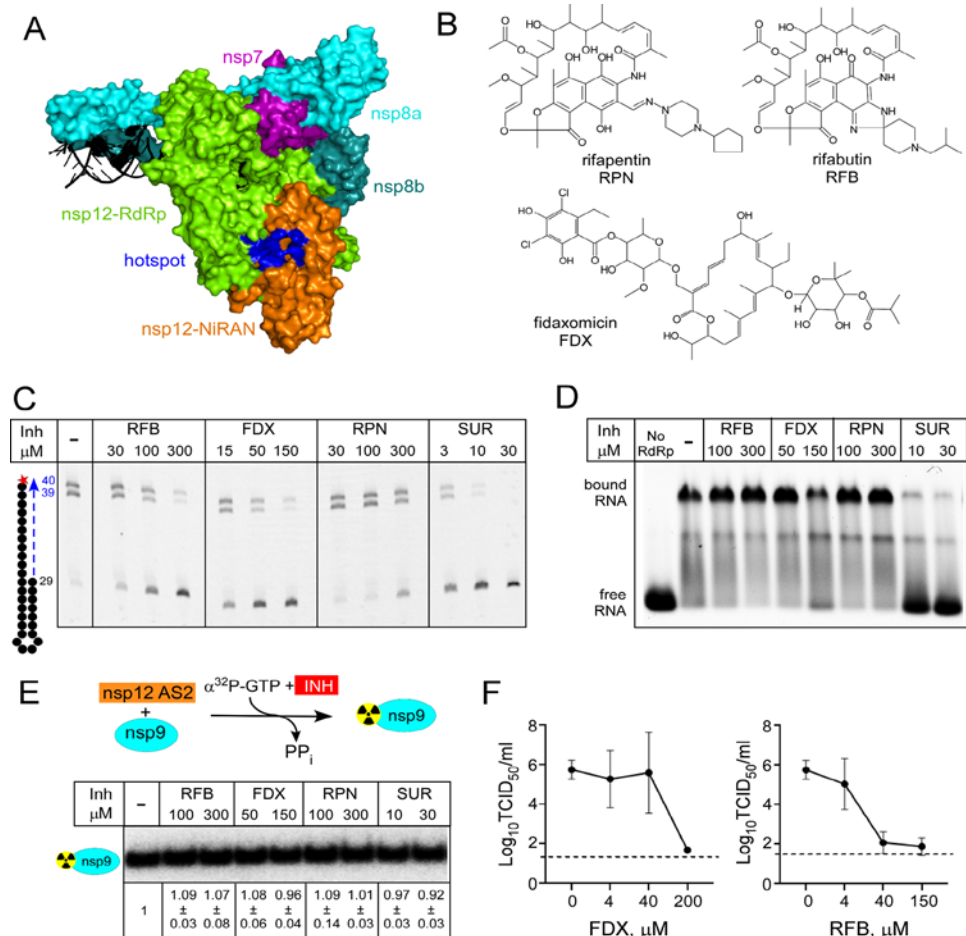 A
nsp7
nsp8a
nsp8b
nsp12-RdRp
hotspot
nsp12-NiRAN
B
rifapentin
RPN
rifabutin
RFB
fidaxomicin
FDX
C
Inh
µM
–
RFB
30 100 300
FDX
15 50 150
RPN
30 100 300
SUR
3 10 30
40
39
29
D
Inh
µM
No
RdRp
–
RFB
100 300
FDX
50 150
RPN
100 300
SUR
10 30
bound
RNA
free
RNA
E
nsp12 AS2
+
nsp9
α³²P-GTP + INH
PPi
nsp9
Inh
µM
–
RFB
100 300
FDX
50 150
RPN
100 300
SUR
10 30
nsp9
1
1.09 1.07 1.08 0.96 1.09 1.01 0.97 0.92
± ± ± ± ± ± ± ±
0.03 0.08 0.06 0.04 0.14 0.03 0.03 0.03
F
Log₁₀TCID₅₀/ml
8
6
4
2
0
0 4 40 200
FDX, µM
Log₁₀TCID₅₀/ml
8
6
4
2
0
0 4 40 150
RFB, µM